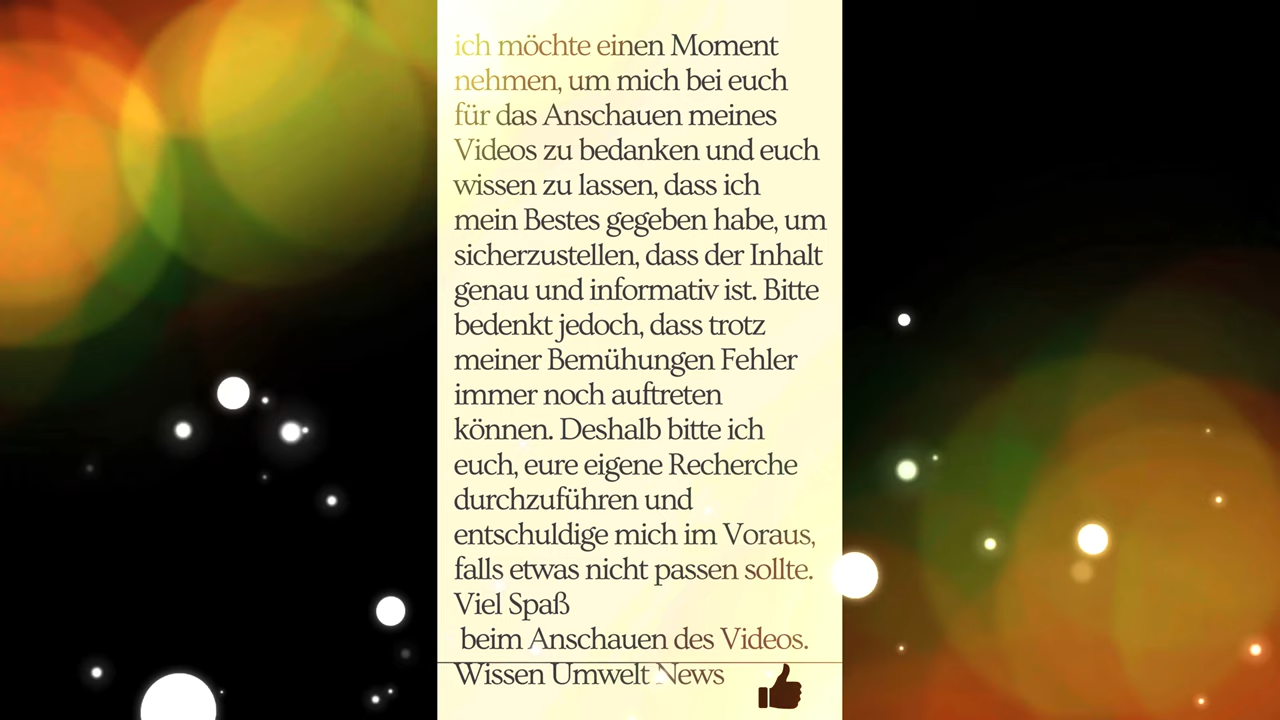 ich möchte einen Moment
nehmen, um mich bei euch
für das Anschauen meines
Videos zu bedanken und euch
wissen zu lassen, dass ich
mein Bestes gegeben habe, um
sicherzustellen, dass der Inhalt
genau und informativ ist. Bitte
bedenkt jedoch, dass trotz
meiner Bemühungen Fehler
immer noch auftreten
können. Deshalb bitte ich
euch, eure eigene Recherche
durchzuführen und
entschuldige mich im Voraus,
falls etwas nicht passen sollte.
Viel Spaß
beim Anschauen des Videos.
Wissen Umwelt News